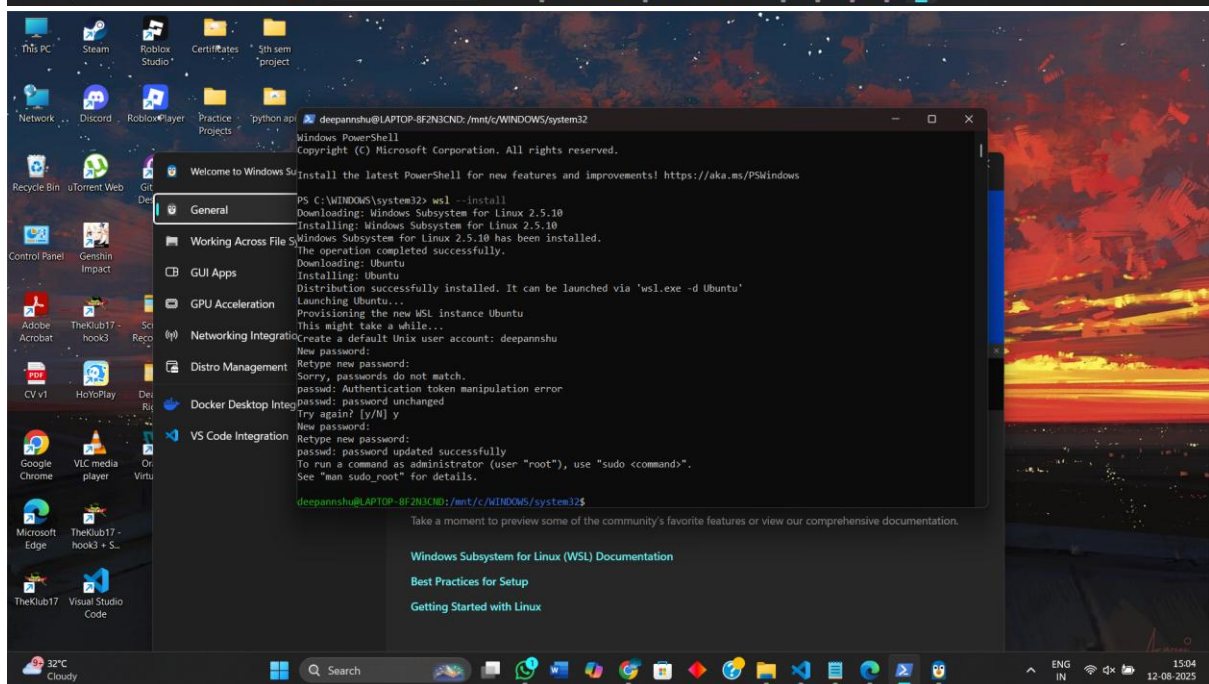 This PC
Steam
Roblox Studio
Certificates
5th sem project
Network
Discord
Roblox Player
Practice Projects
python api
Recycle Bin
uTorrent Web
Git
Des
Control Panel
Genshin Impact
Adobe Acrobat
TheKlub17 - hook3
Sc
Reco
CV v1
HoYoPlay
Dea
Rig
Google Chrome
VLC media player
Or
Virtu
Microsoft Edge
TheKlub17 - hook3 + S...
TheKlub17
Visual Studio Code
Welcome to Windows Su
General
Working Across File S
GUI Apps
GPU Acceleration
Networking Integratio
Distro Management
Docker Desktop Integ
VS Code Integration
deepannshu@LAPTOP-8F2N3CND: /mnt/c/WINDOWS/system32
Windows PowerShell
Copyright (C) Microsoft Corporation. All rights reserved.
Install the latest PowerShell for new features and improvements! https://aka.ms/PSWindows
PS C:\WINDOWS\system32> wsl --install
Downloading: Windows Subsystem for Linux 2.5.10
Installing: Windows Subsystem for Linux 2.5.10
Windows Subsystem for Linux 2.5.10 has been installed.
The operation completed successfully.
Downloading: Ubuntu
Installing: Ubuntu
Distribution successfully installed. It can be launched via 'wsl.exe -d Ubuntu'
Launching Ubuntu...
Provisioning the new WSL instance Ubuntu
This might take a while...
Create a default Unix user account: deepannshu
New password:
Retype new password:
Sorry, passwords do not match.
passwd: Authentication token manipulation error
passwd: password unchanged
Try again? [y/N] y
New password:
Retype new password:
passwd: password updated successfully
To run a command as administrator (user "root"), use "sudo <command>".
See "man sudo_root" for details.
deepannshu@LAPTOP-8F2N3CND:/mnt/c/WINDOWS/system32$
Take a moment to preview some of the community's favorite features or view our comprehensive documentation.
Windows Subsystem for Linux (WSL) Documentation
Best Practices for Setup
Getting Started with Linux
9+
32°C
Cloudy
Search
ENG
IN
15:04
12-08-2025